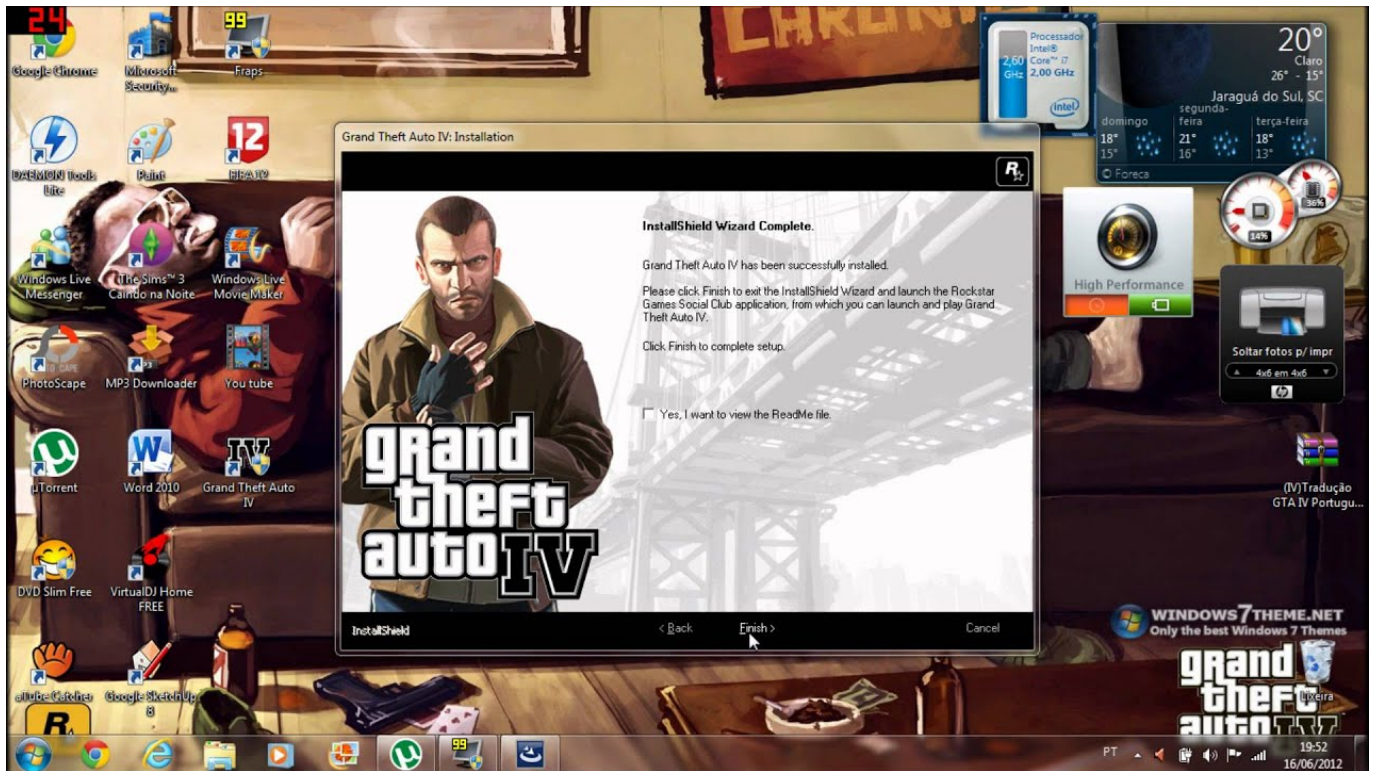 24
99
CHRONIC
Google Chrome
Microsoft
Security...
Fraps
DAEMON Tools
Lite
Paint
12
FIFA 12
Windows Live
Messenger
The Sims™ 3
Caindo na Noite
Windows Live
Movie Maker
PhotoScape
MP3 Downloader
You tube
µTorrent
Word 2010
Grand Theft Auto
IV
DVD Slim Free
VirtualDJ Home
FREE
aTube Catcher
Google SketchUp
8
Grand Theft Auto IV: Installation
InstallShield Wizard Complete.
Grand Theft Auto IV has been successfully installed.
Please click Finish to exit the InstallShield Wizard and launch the Rockstar
Games Social Club application, from which you can launch and play Grand
Theft Auto IV.
Click Finish to complete setup.
Yes, I want to view the ReadMe file.
grand
theft
auto IV
InstallShield
< Back
Finish >
Cancel
Processador
Intel®
Core™ i7
2,00 GHz
2,60
GHz
intel
20°
Claro
26° - 15°
Jaraguá do Sul, SC
domingo
segunda-
feira
terça-feira
18°
21°
18°
15°
16°
13°
© Foreca
36%
14%
High Performance
Soltar fotos p/ impr
4x6 em 4x6
hp
(IV)Tradução
GTA IV Portugu...
WINDOWS 7 THEME.NET
Only the best Windows 7 Themes
grand
theft
auto IV
Lixeira
99
PT
19:52
16/06/2012